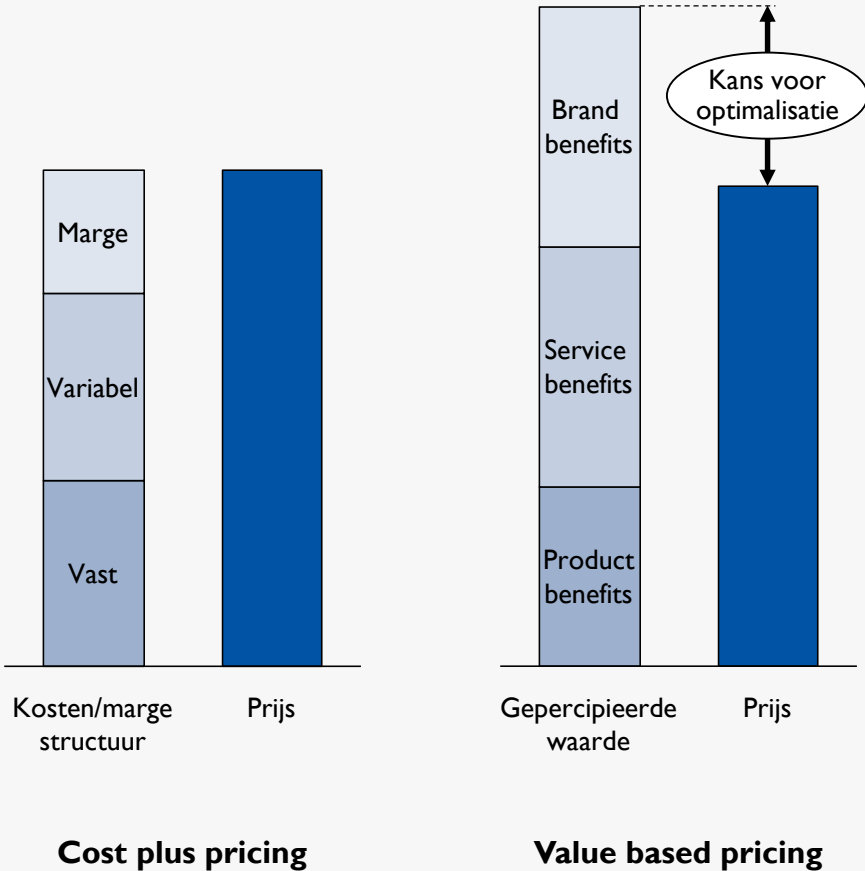 Marge
Variabel
Vast
Kosten/marge
structuur
Prijs
Cost plus pricing
Kans voor
optimalisatie
Brand
benefits
Service
benefits
Product
benefits
Gepercipieerde
waarde
Prijs
Value based pricing